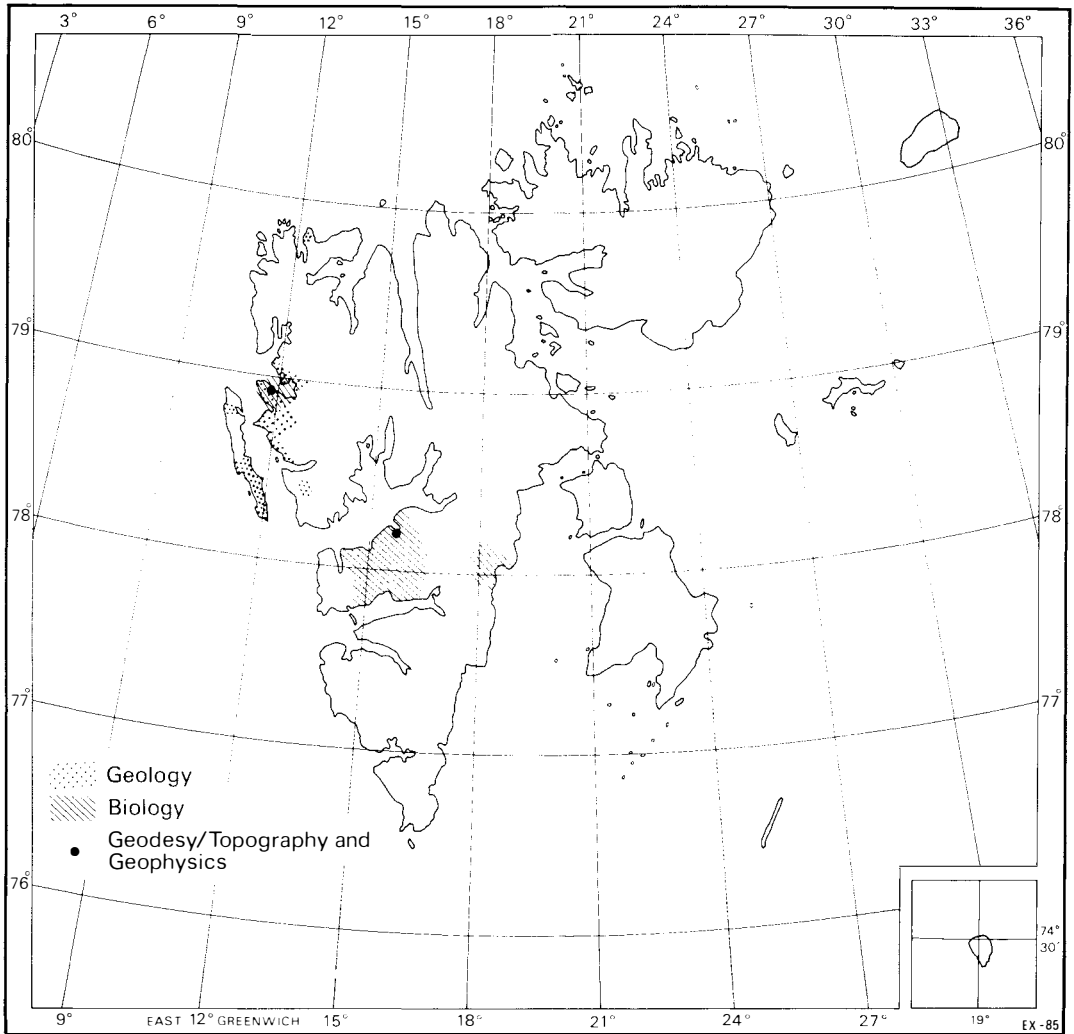 3° 6° 9° 12° 15° 18° 21° 24° 27° 30° 33° 36°
80° 80°
79° 79°
78° 78°
77° 77°
76°
Geology
Biology
Geodesy/Topography and
Geophysics
74°
30′
9° EAST 12° GREENWICH 15° 18° 21° 24° 27° 19° EX-85